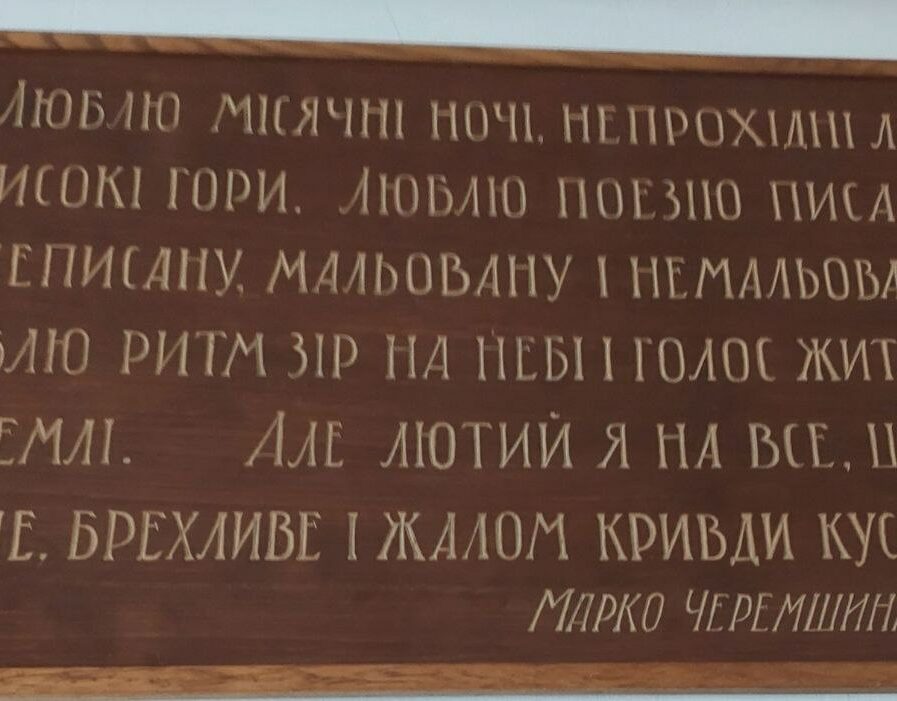 ЛЮБЛЮ МІСЯЧНІ НОЧІ, НЕПРОХІДНІ
ГОРИ. ЛЮБЛЮ ПОЕЗІЮ
МАЛЬОВАНУ І
РИТМ ЗІР НА НЕБІ І ГОЛОС
АЛЕ ЛЮТИЙ Я НА ВСЕ,
БРЕХЛИВЕ І ЖАЛОМ КРИВДИ
МАРКО ЧЕРЕМШИНА